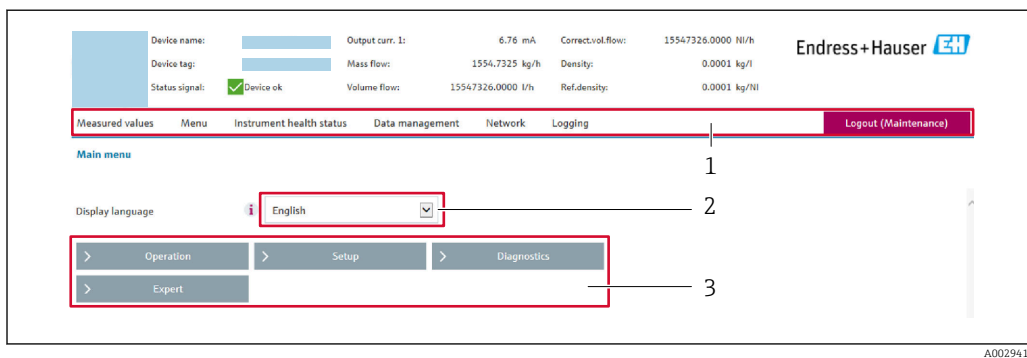 Device name: Output curr. 1: 6.76 mA Correct.vol.flow: 15547326.0000 Nl/h
Endress+Hauser EH
Device tag: Mass flow: 1554.7325 kg/h Density: 0.0001 kg/l
Status signal: Device ok Volume flow: 15547326.0000 l/h Ref.density: 0.0001 kg/Nl
Measured values Menu Instrument health status Data management Network Logging Logout (Maintenance)
1
Main menu
Display language i English 2
> Operation > Setup > Diagnostics
> Expert 3
A002941